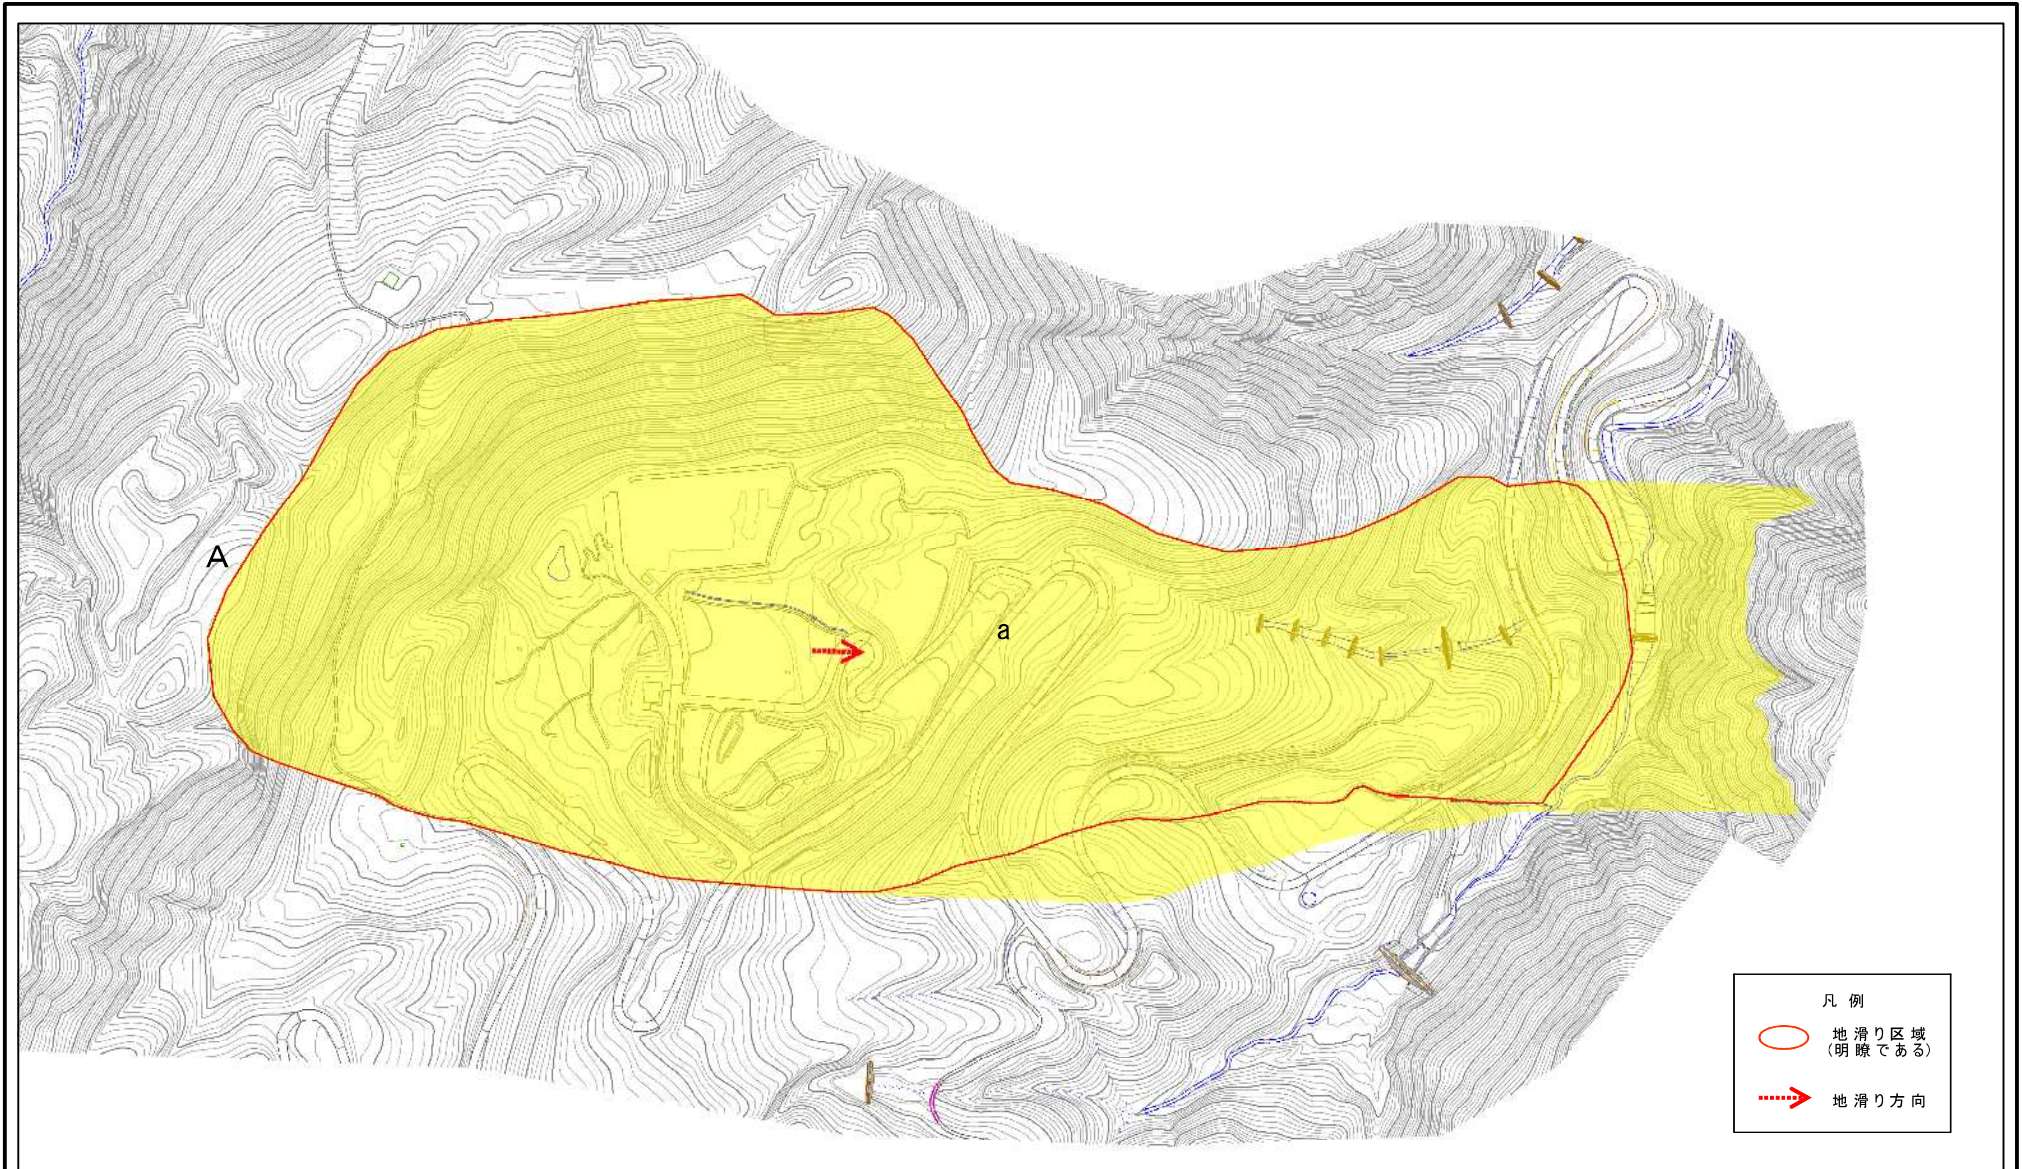 A
a
凡 例
地滑り区域
(明瞭である)
地滑り方向